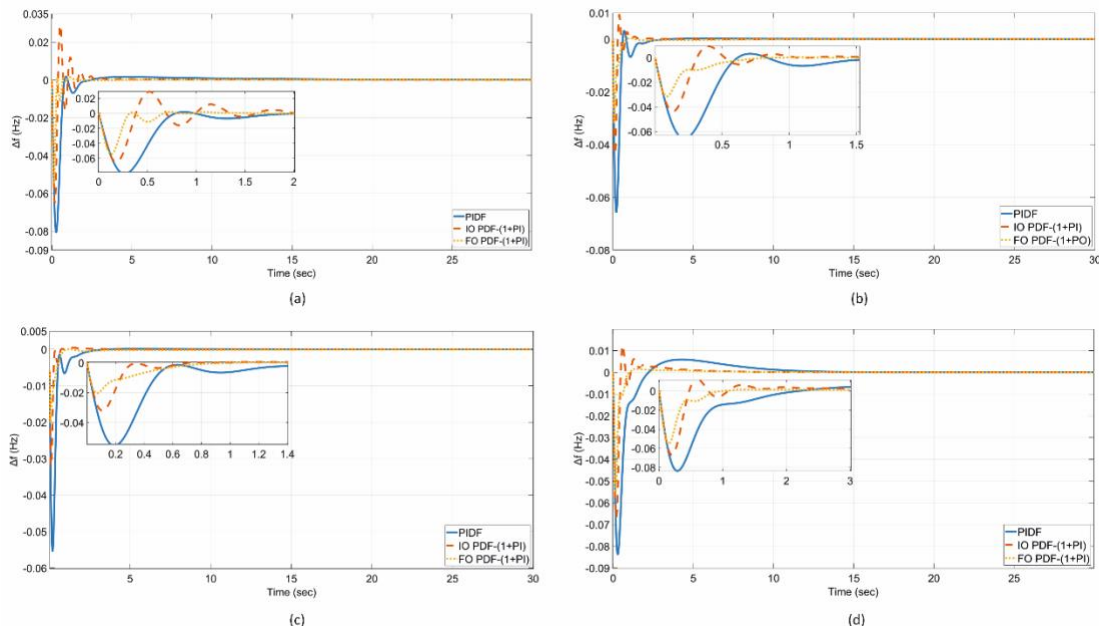 0.035
0.02
0
-0.02
-0.04
-0.06
-0.08
-0.09
Δf (Hz)
0.02
0
-0.02
-0.04
-0.06
0 0.5 1 1.5 2
PIDF
IO PDF-(1+PI)
FO PDF-(1+PI)
0 5 10 15 20 25
Time (sec)
(a)
0.01
0
-0.02
-0.04
-0.06
-0.08
Δf (Hz)
0
-0.02
-0.04
-0.06
0.5 1 1.5
PIDF
IO PDF-(1+PI)
FO PDF-(1+PO)
0 5 10 15 20 25 30
Time (sec)
(b)
0.005
0
-0.01
-0.02
-0.03
-0.04
-0.05
-0.06
Δf (Hz)
0
-0.02
-0.04
0.2 0.4 0.6 0.8 1 1.2 1.4
PIDF
IO PDF-(1+PI)
FO PDF-(1+PI)
5 10 15 20 25 30
Time (sec)
(c)
0.01
0
-0.01
-0.02
-0.03
-0.04
-0.05
-0.06
-0.07
-0.08
-0.09
Δf (Hz)
0
-0.02
-0.04
-0.06
-0.08
0 1 2 3
PIDF
IO PDF-(1+PI)
FO PDF-(1+PI)
0 5 10 15 20 25
Time (sec)
(d)